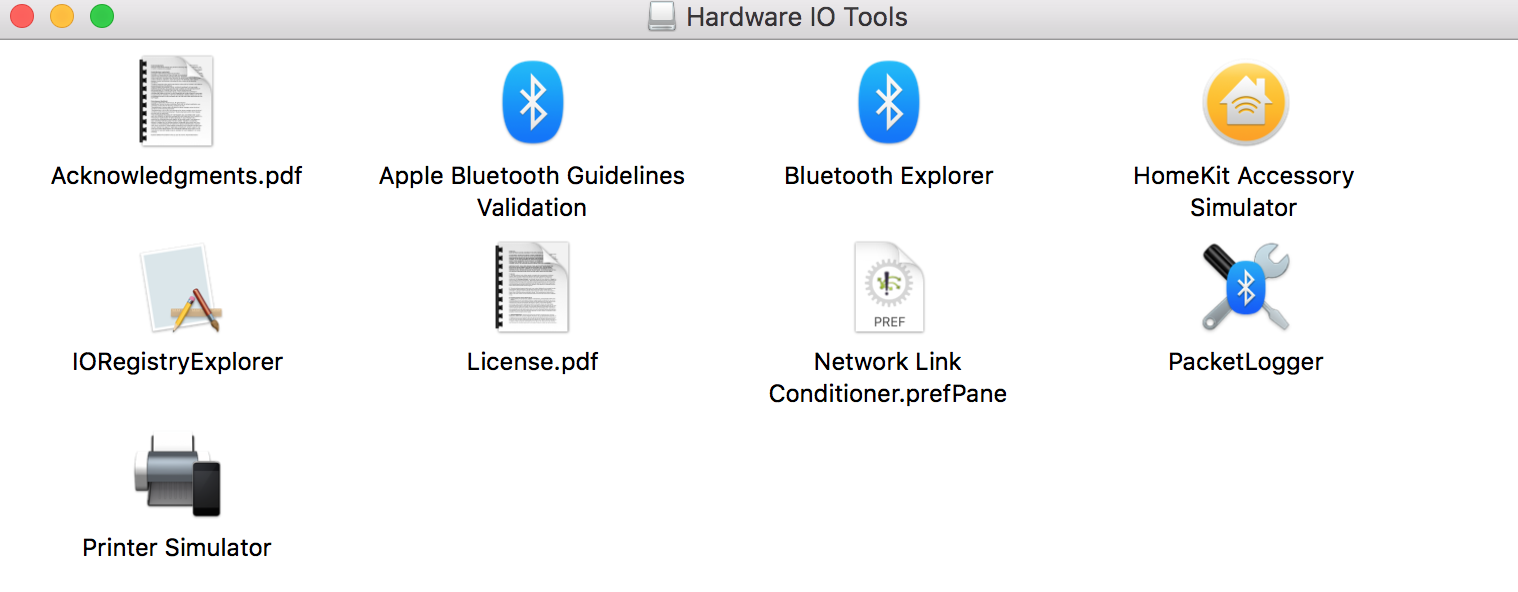 Hardware IO Tools
Acknowledgments.pdf
Apple Bluetooth Guidelines
Validation
Bluetooth Explorer
HomeKit Accessory
Simulator
IORegistryExplorer
License.pdf
PREF
Network Link
Conditioner.prefPane
PacketLogger
Printer Simulator